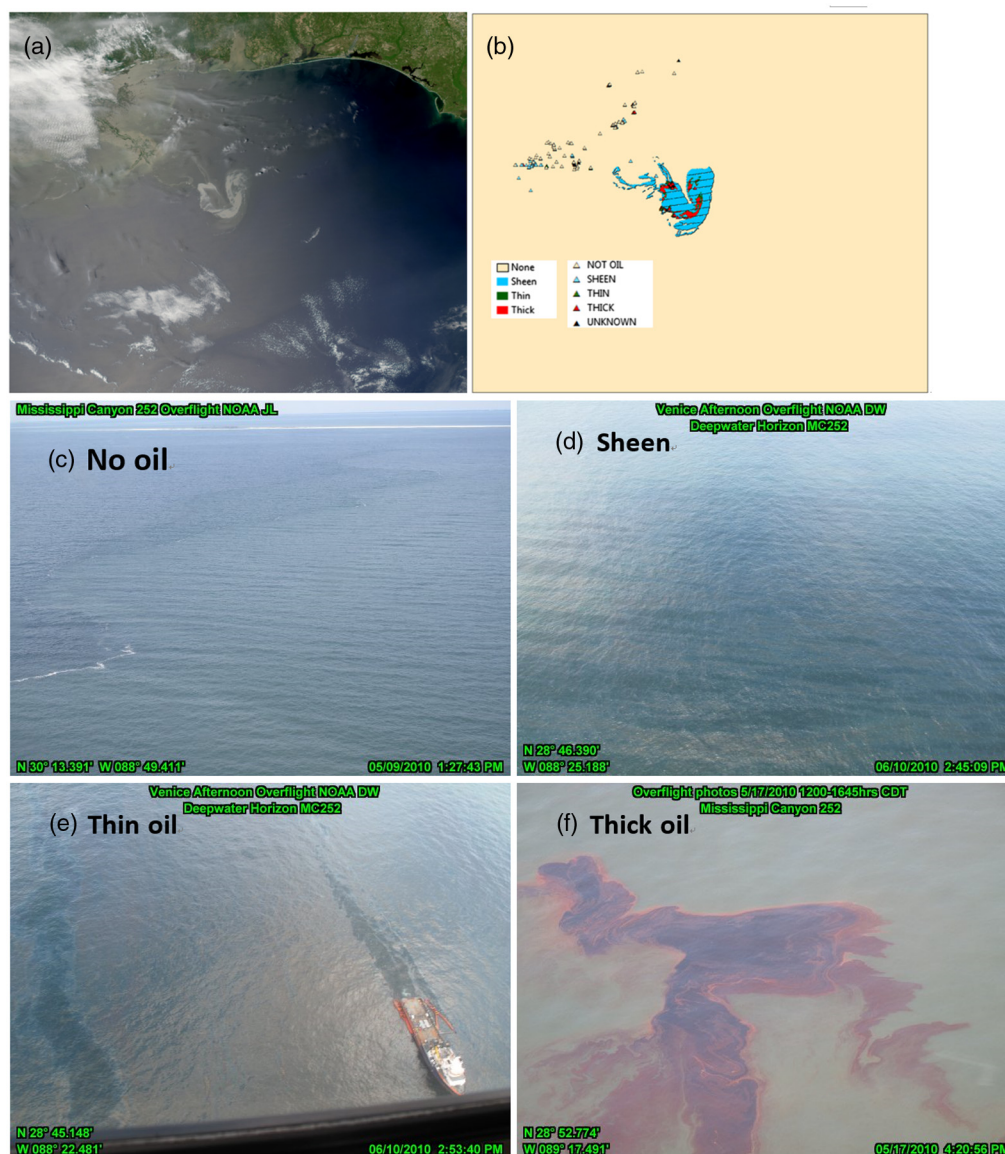 (a)
(b)
None
Sheen
Thin
Thick
NOT OIL
SHEEN
THIN
THICK
UNKNOWN
Mississippi Canyon 252 Overflight NOAA JL
(c) No oil
N 30° 13.391' W 088° 49.411'
05/09/2010 1:27:43 PM
Venice Afternoon Overflight NOAA DW
Deepwater Horizon MC252
(d) Sheen
N 28° 46.390'
W 088° 25.188'
06/10/2010 2:45:09 PM
Venice Afternoon Overflight NOAA DW
Deepwater Horizon MC252
(e) Thin oil
N 28° 45.148'
W 088° 22.481'
06/10/2010 2:53:40 PM
Overflight photos 5/17/2010 1200-1645hrs CDT
Mississippi Canyon 252
(f) Thick oil
N 28° 52.774'
W 089° 17.491'
05/17/2010 4:20:56 PM